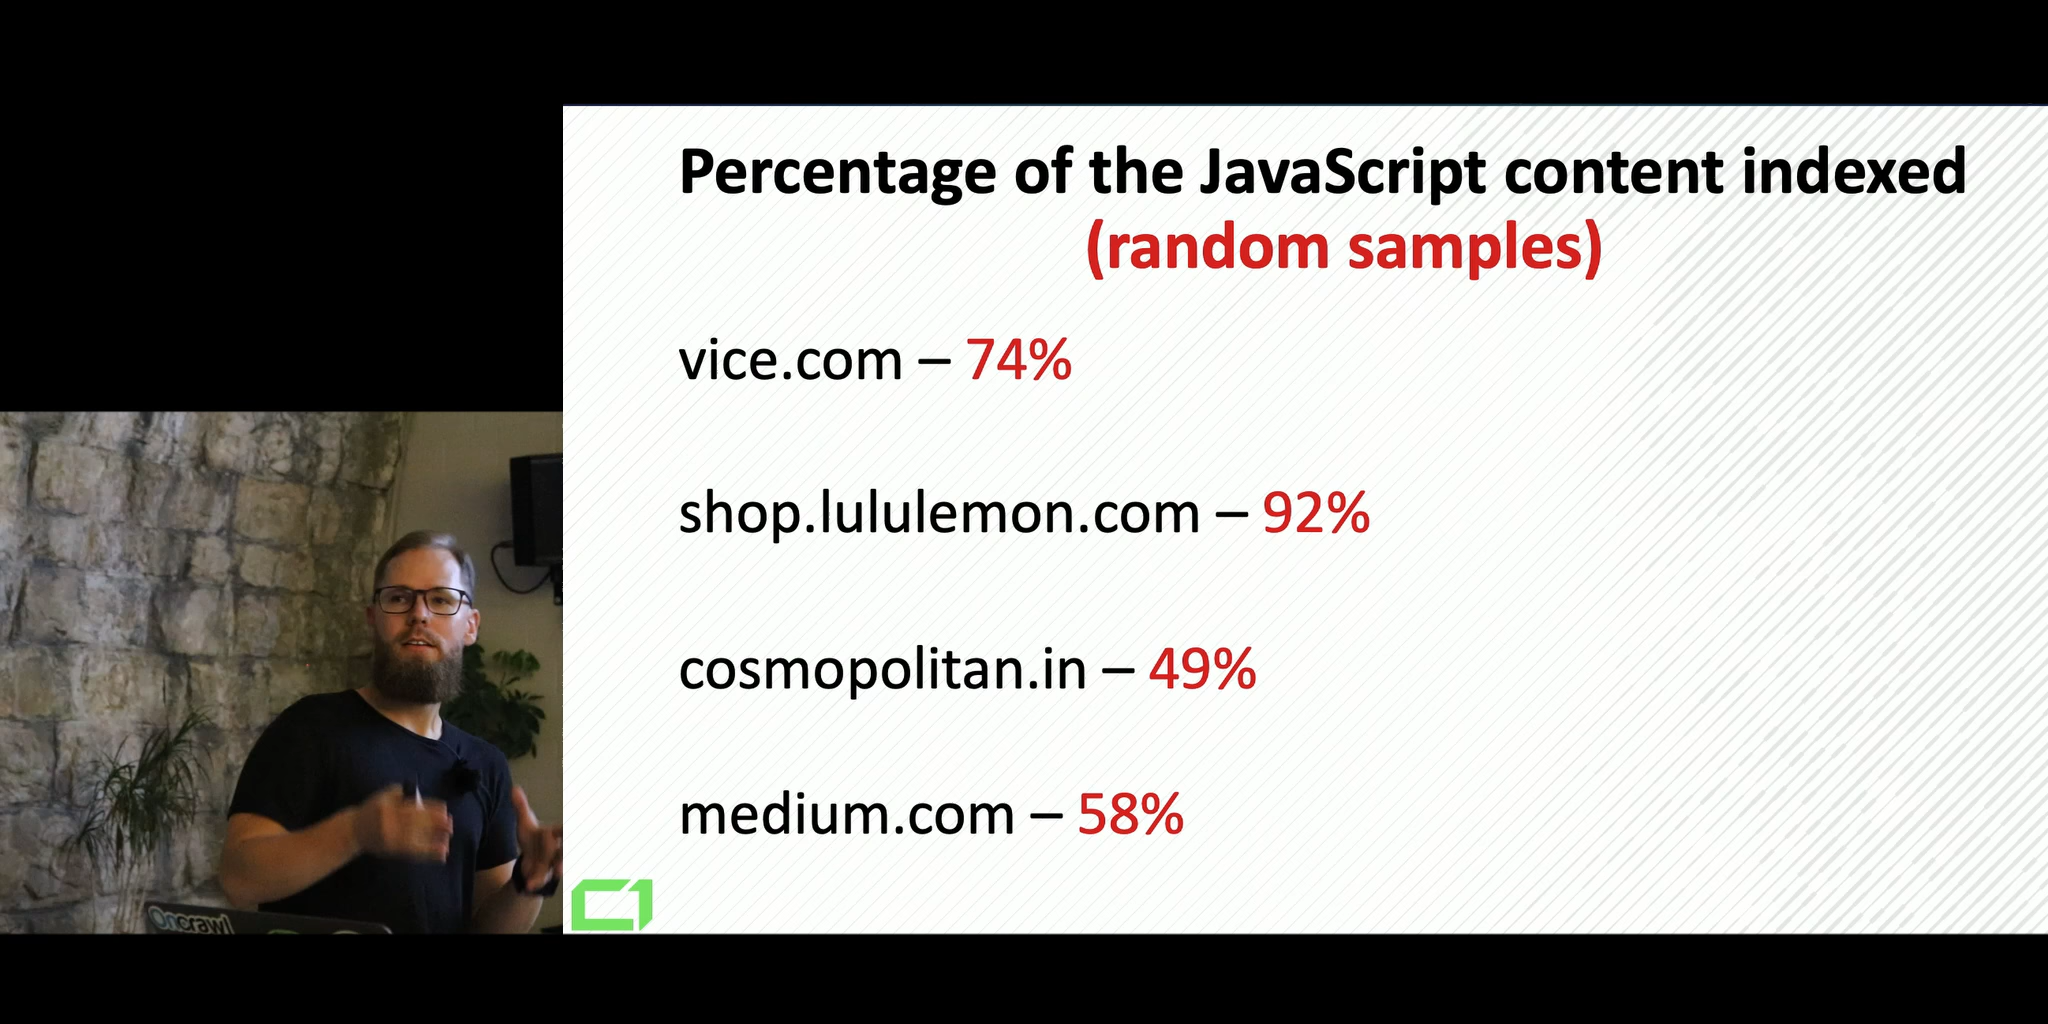 Percentage of the JavaScript content indexed
(random samples)
vice.com – 74%
shop.lululemon.com – 92%
cosmopolitan.in – 49%
medium.com – 58%
Oncrawl